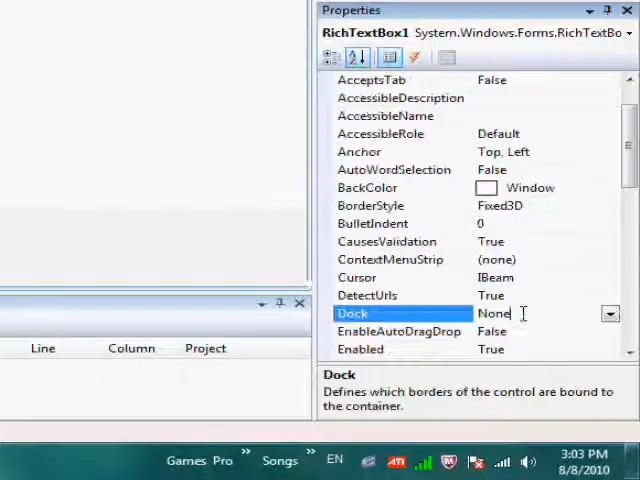 Properties
RichTextBox1 System.Windows.Forms.RichTextBo
AcceptsTab False
AccessibleDescription
AccessibleName
AccessibleRole Default
Anchor Top, Left
AutoWordSelection False
BackColor Window
BorderStyle Fixed3D
BulletIndent 0
CausesValidation True
ContextMenuStrip (none)
Cursor IBeam
DetectUrls True
Dock None
EnableAutoDragDrop False
Enabled True
Dock
Defines which borders of the control are bound to
the container.
Line Column Project
Games Pro » Songs » EN ATI 3:03 PM
8/8/2010